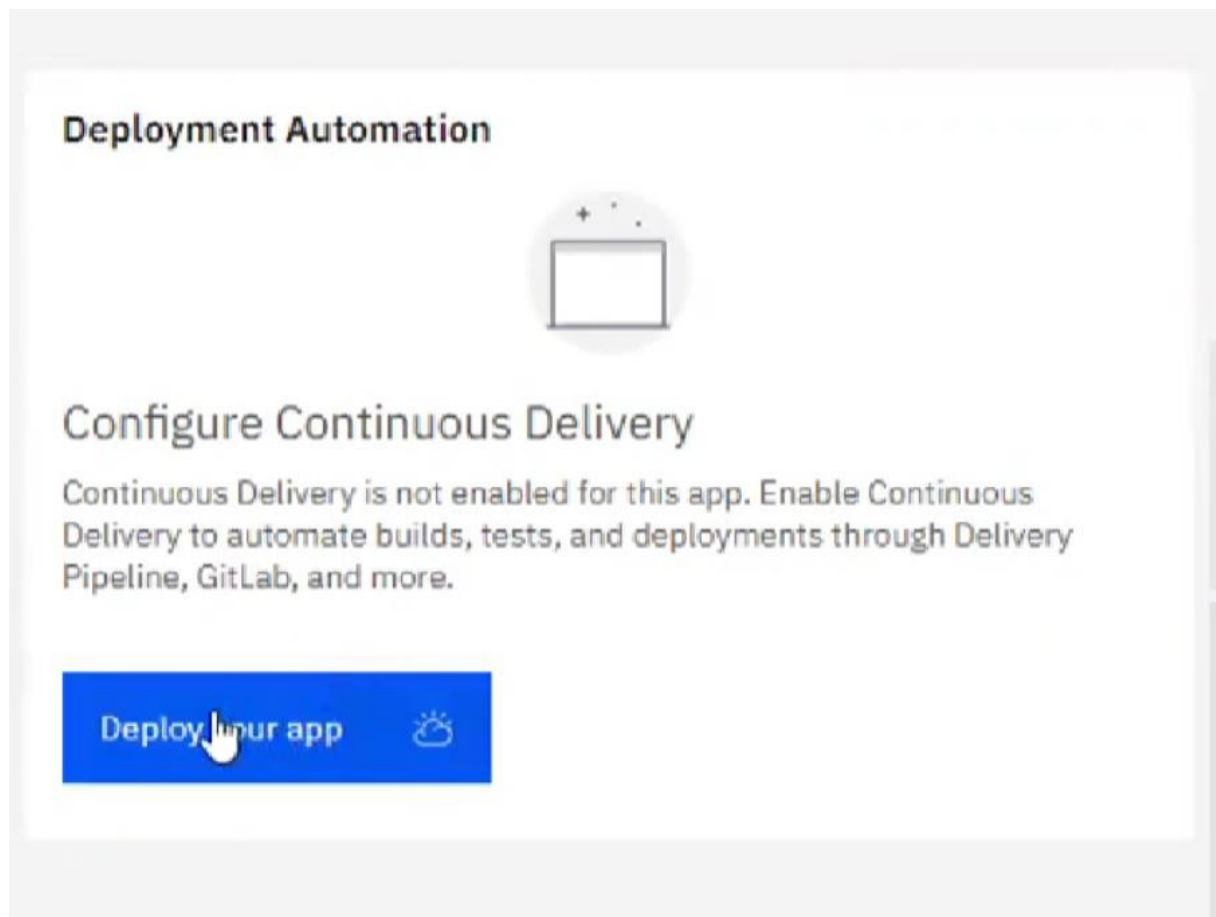 Deployment Automation
Configure Continuous Delivery
Continuous Delivery is not enabled for this app. Enable Continuous
Delivery to automate builds, tests, and deployments through Delivery
Pipeline, GitLab, and more.
Deploy your app